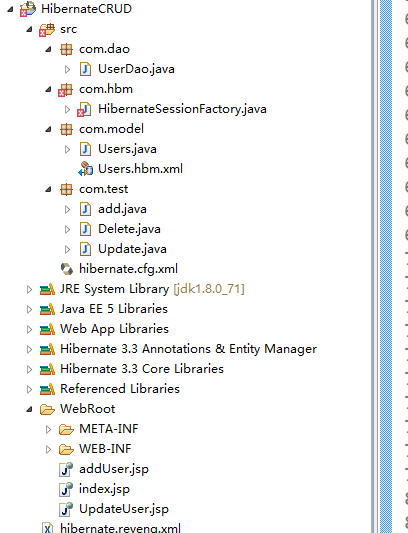 HibernateCRUD
src
com.dao
UserDao.java
com.hbm
HibernateSessionFactory.java
com.model
Users.java
Users.hbm.xml
com.test
add.java
Delete.java
Update.java
hibernate.cfg.xml
JRE System Library [jdk1.8.0_71]
Java EE 5 Libraries
Web App Libraries
Hibernate 3.3 Annotations & Entity Manager
Hibernate 3.3 Core Libraries
Referenced Libraries
WebRoot
META-INF
WEB-INF
addUser.jsp
index.jsp
UpdateUser.jsp
hibernate.reveng.xml